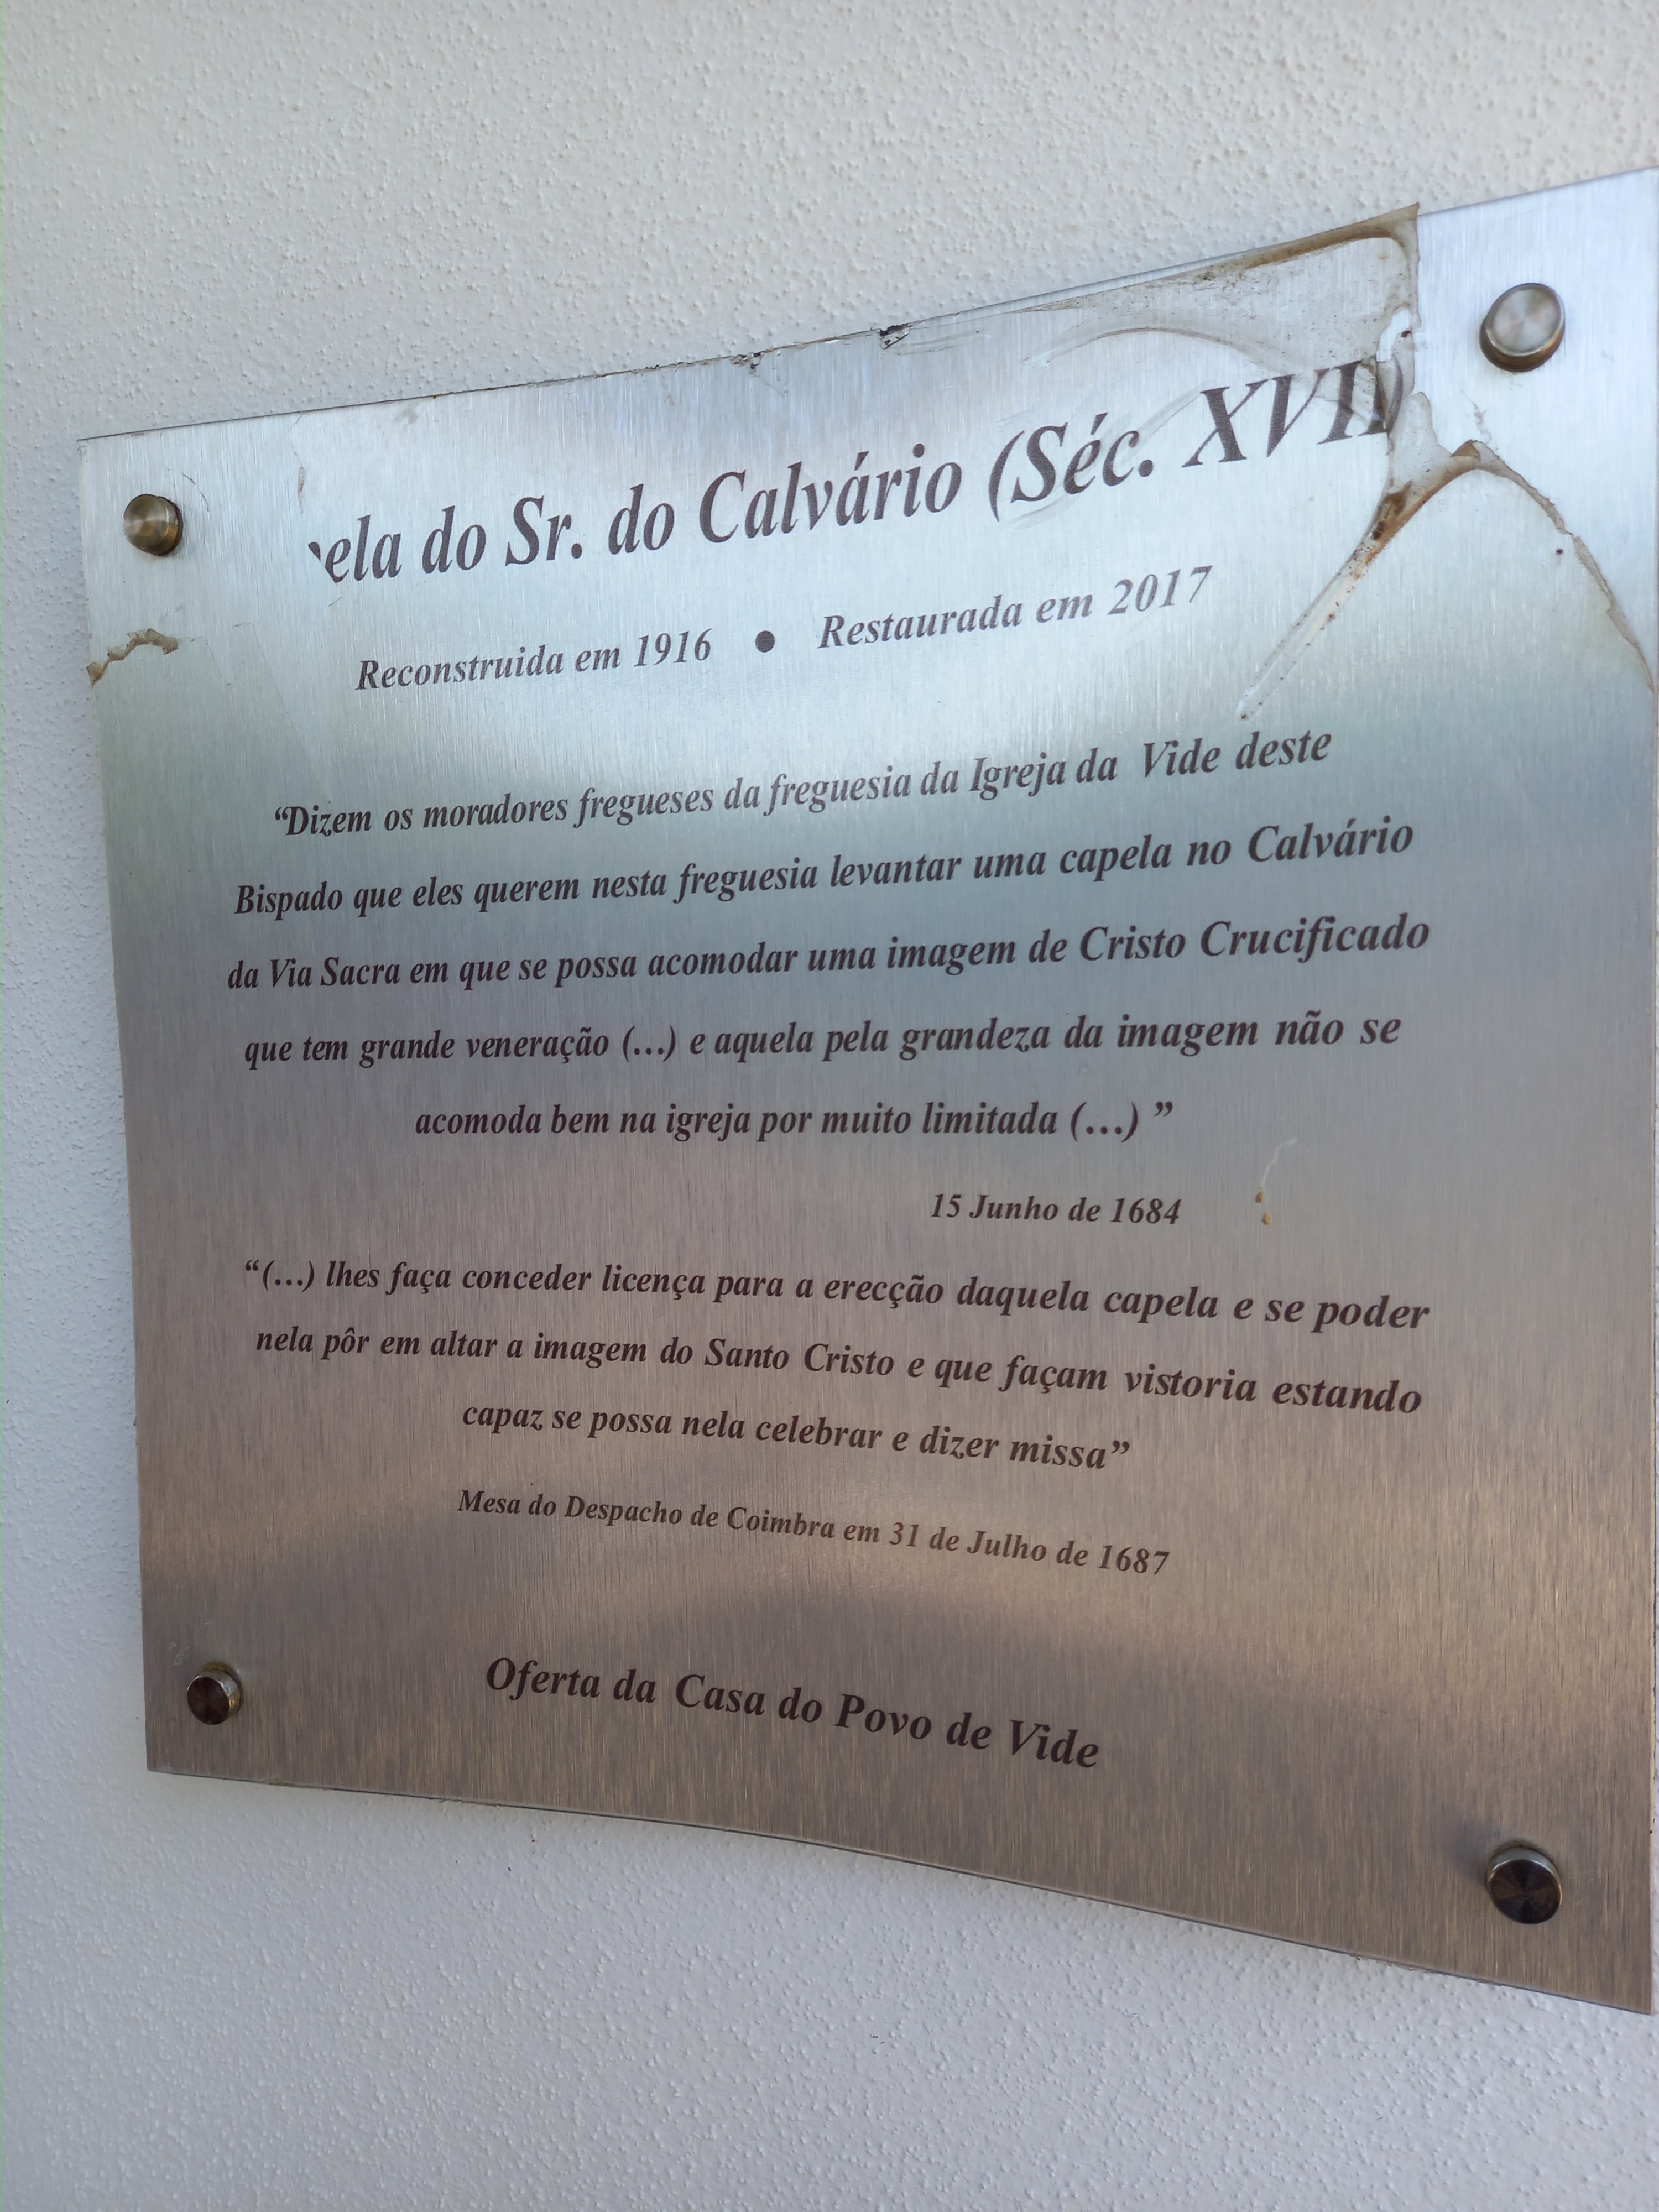 ela do Sr. do Calvário (Séc. XVII)
Reconstruida em 1916 • Restaurada em 2017
“Dizem os moradores fregueses da freguesia da Igreja da Vide deste
Bispado que eles querem nesta freguesia levantar uma capela no Calvário
da Via Sacra em que se possa acomodar uma imagem de Cristo Crucificado
que tem grande veneração (...) e aquela pela grandeza da imagem não se
acomoda bem na igreja por muito limitada (...) ”
15 Junho de 1684
“(...) lhes faça conceder licença para a erecção daquela capela e se poder
nela pôr em altar a imagem do Santo Cristo e que façam vistoria estando
capaz se possa nela celebrar e dizer missa”
Mesa do Despacho de Coimbra em 31 de Julho de 1687
Oferta da Casa do Povo de Vide